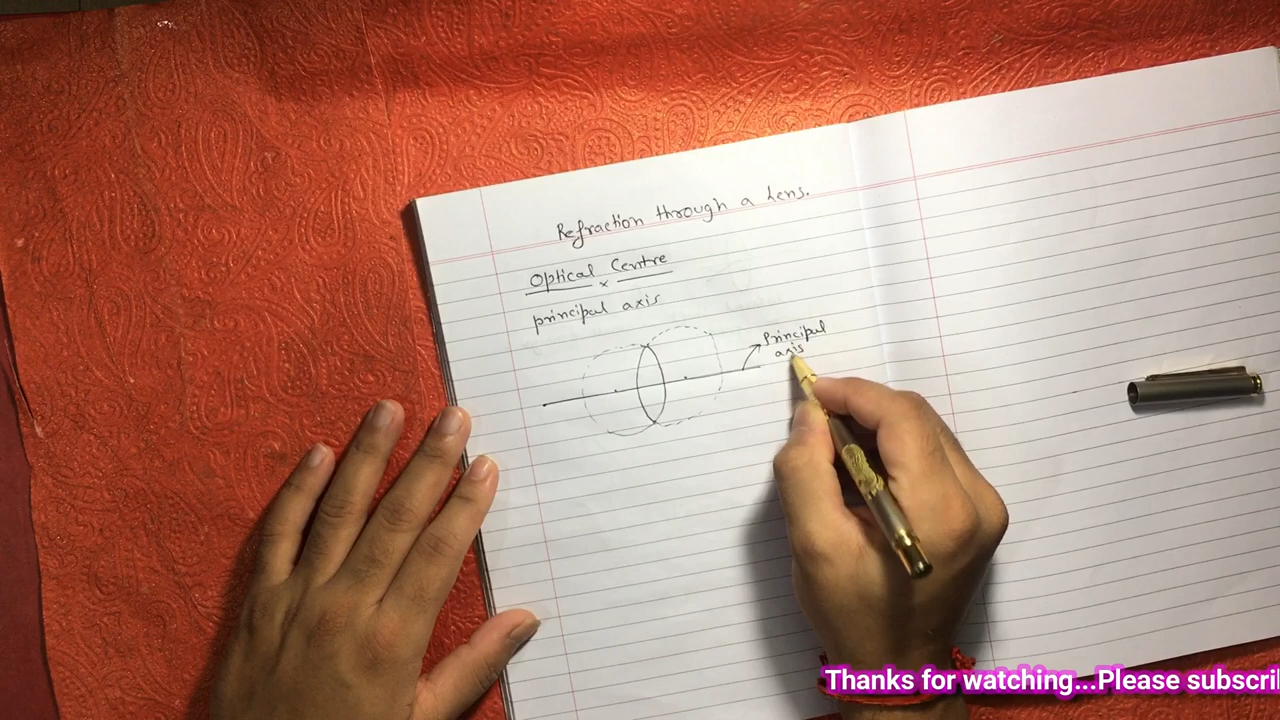 Refraction through a Lens.
Optical Centre
x
principal axis
Principal
axis
Thanks for watching...Please subscri